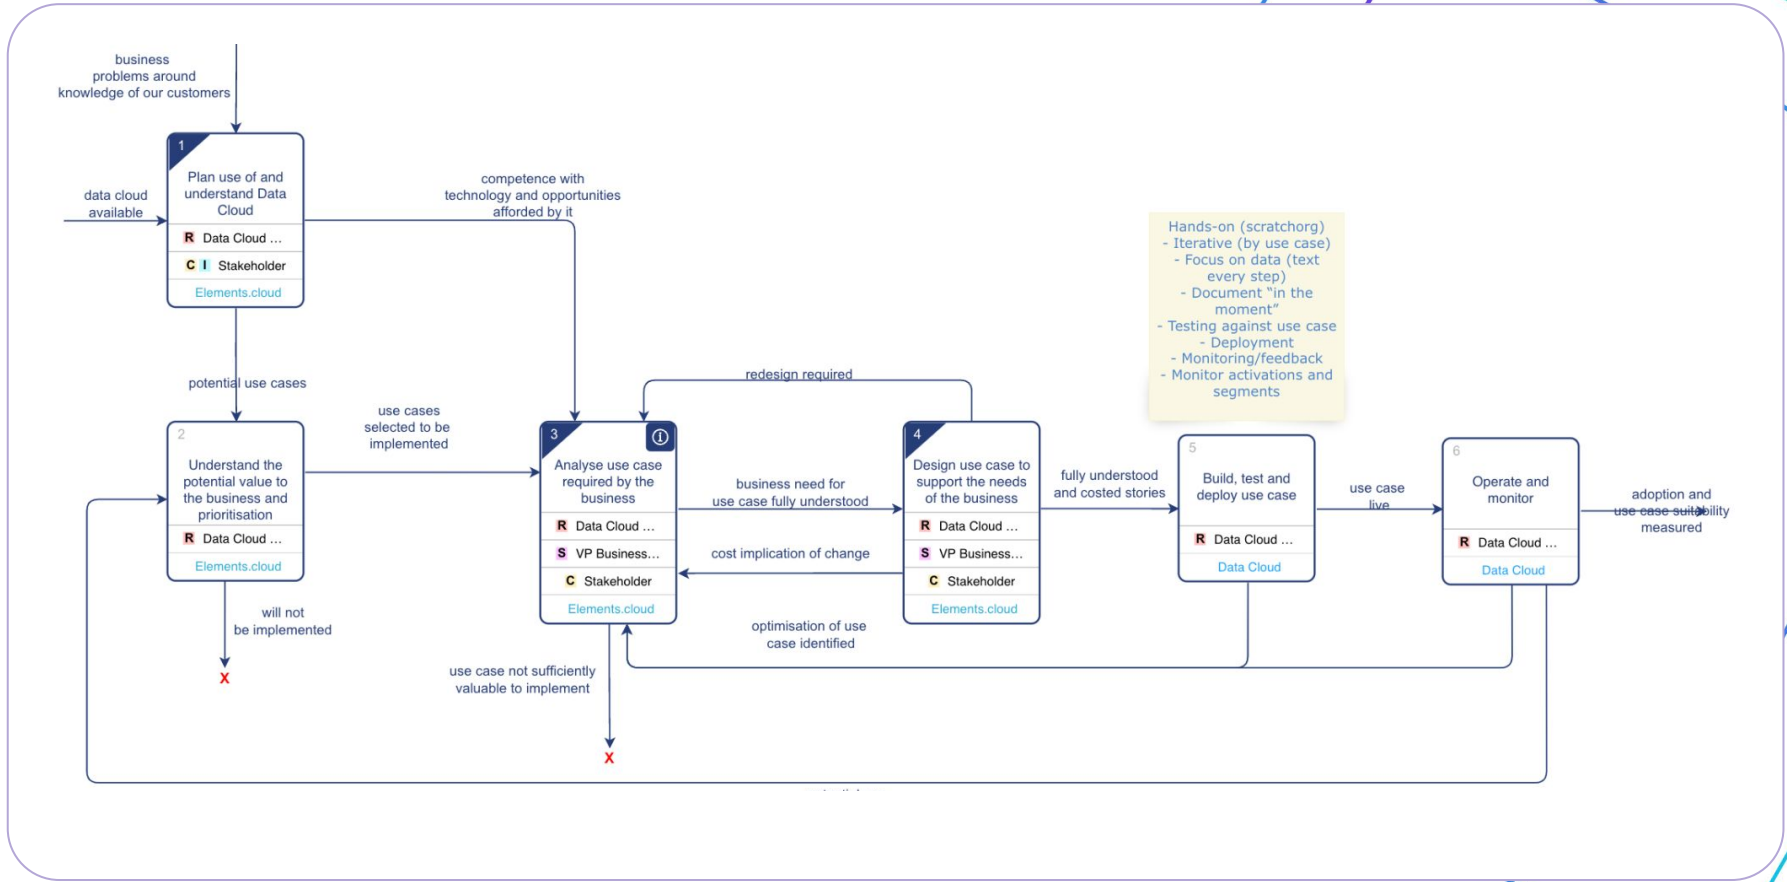 business
problems around
knowledge of our customers
1
Plan use of and
understand Data
Cloud
R Data Cloud ...
C I Stakeholder
Elements.cloud
data cloud
available
competence with
technology and opportunities
afforded by it
potential use cases
2
Understand the
potential value to
the business and
prioritisation
R Data Cloud ...
Elements.cloud
use cases
selected to be
implemented
will not
be implemented
X
redesign required
3
Analyse use case
required by the
business
R Data Cloud ...
S VP Business...
C Stakeholder
Elements.cloud
business need for
use case fully understood
cost implication of change
use case not sufficiently
valuable to implement
X
optimisation of use
case identified
4
Design use case to
support the needs
of the business
R Data Cloud ...
S VP Business...
C Stakeholder
Elements.cloud
fully understood
and costed stories
Hands-on (scratchorg)
- Iterative (by use case)
- Focus on data (text
every step)
- Document “in the
moment”
- Testing against use case
- Deployment
- Monitoring/feedback
- Monitor activations and
segments
5
Build, test and
deploy use case
R Data Cloud ...
Data Cloud
use case
live
6
Operate and
monitor
R Data Cloud ...
Data Cloud
adoption and
use case suitability
measured